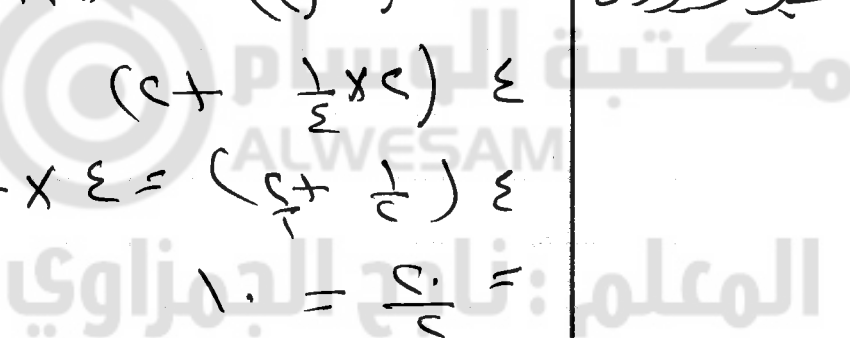 ٤ (٢×١/٤ + ٢)
٤ (١/٢ + ٢/١) = ٤ ×
= ٢٠/٢ = ١٠
مكتبة الوسام
ALWESAM
المعلم : ناجح الجمزاوي